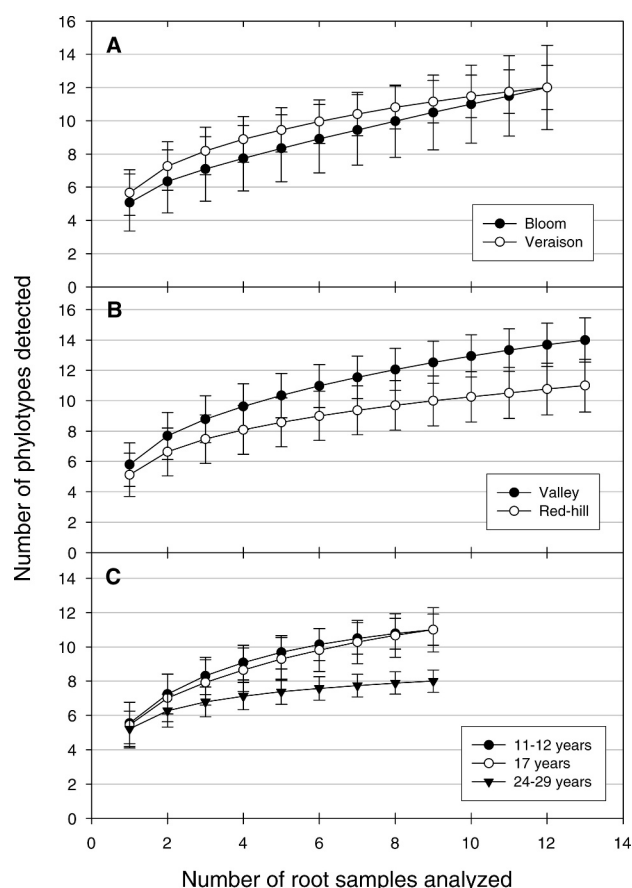 16
A
14
12
10
8
6
4
2
0
Bloom
Veraison
16
B
14
12
10
8
6
4
2
0
Valley
Red-hill
C
14
12
10
8
6
4
2
0
11-12 years
17 years
24-29 years
0 2 4 6 8 10 12 14
Number of phylotypes detected
Number of root samples analyzed